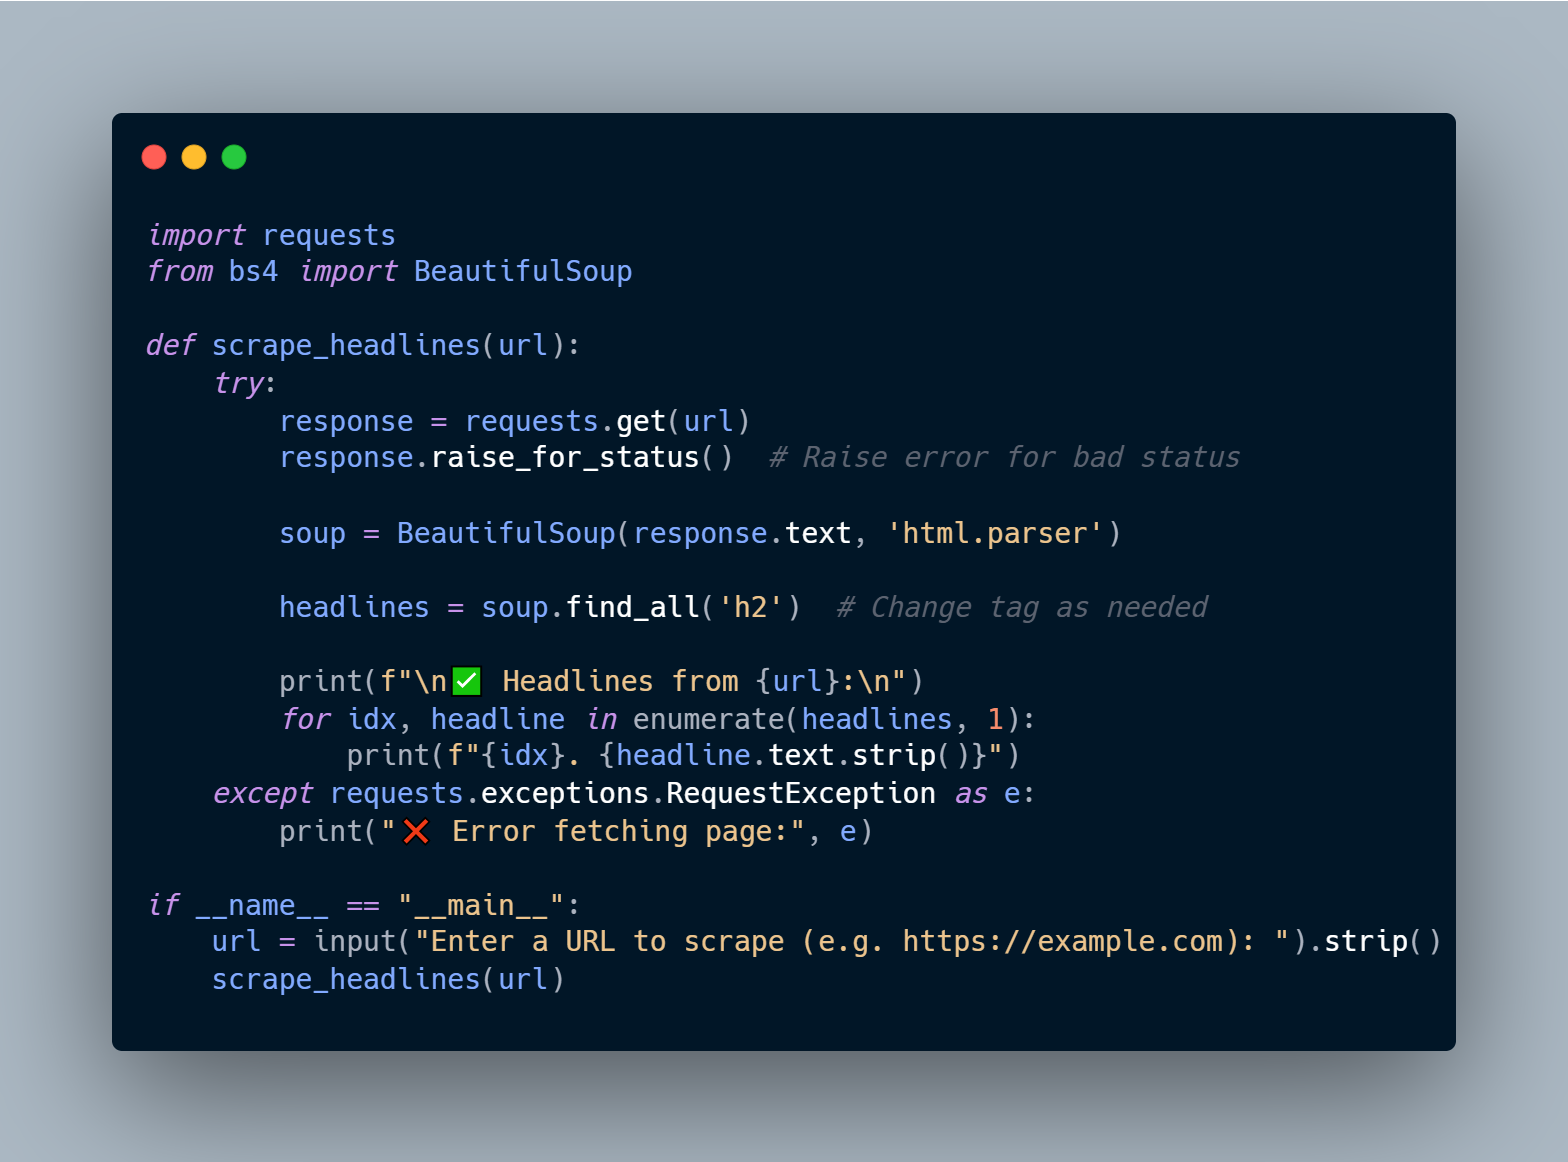 import requests
from bs4 import BeautifulSoup

def scrape_headlines(url):
    try:
        response = requests.get(url)
        response.raise_for_status()  # Raise error for bad status

        soup = BeautifulSoup(response.text, 'html.parser')

        headlines = soup.find_all('h2')  # Change tag as needed

        print(f"\n✅ Headlines from {url}:\n")
        for idx, headline in enumerate(headlines, 1):
            print(f"{idx}. {headline.text.strip()}")
    except requests.exceptions.RequestException as e:
        print("❌ Error fetching page:", e)

if __name__ == "__main__":
    url = input("Enter a URL to scrape (e.g. https://example.com): ").strip()
    scrape_headlines(url)